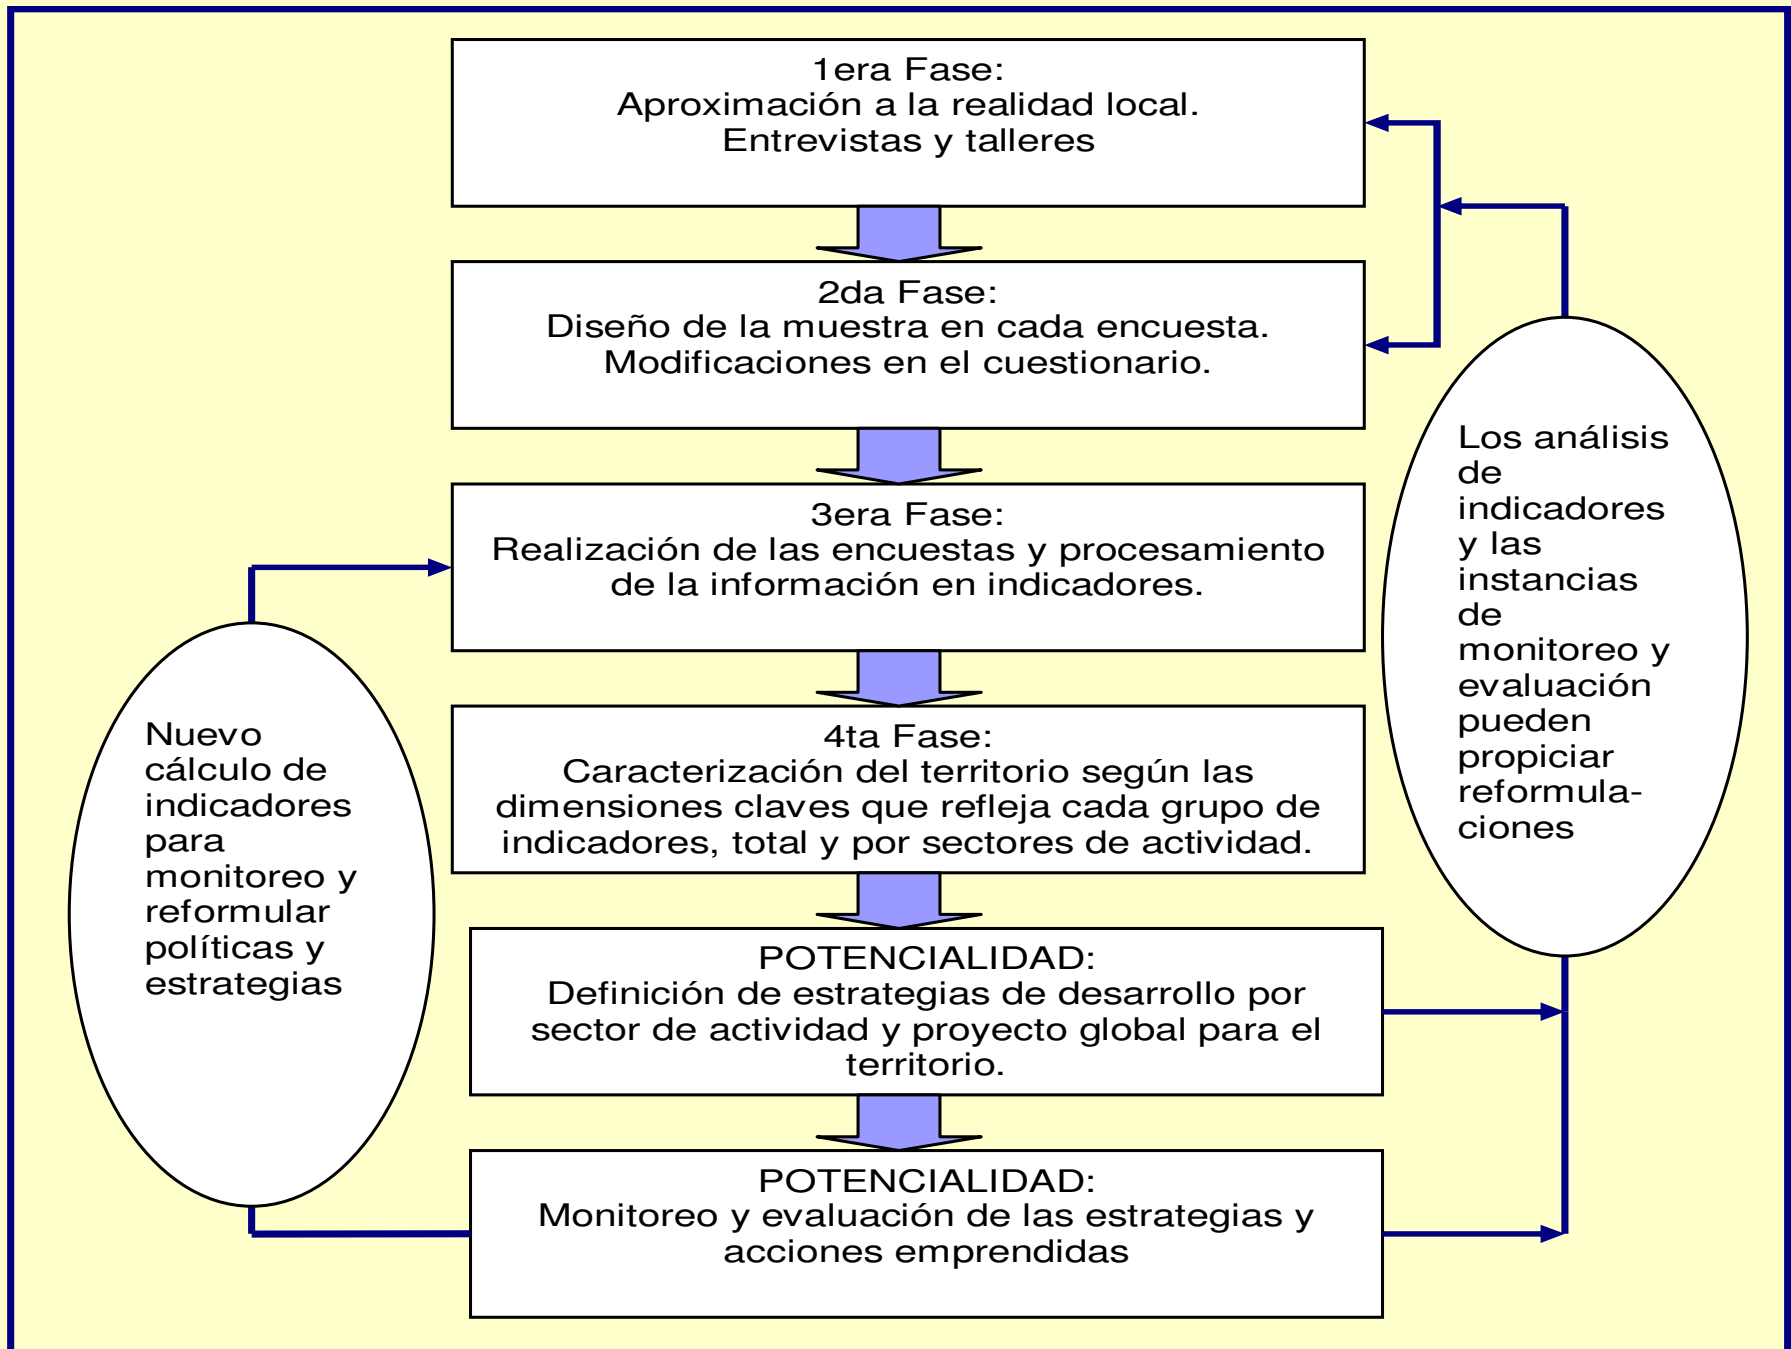 1era Fase:
Aproximación a la realidad local.
Entrevistas y talleres
2da Fase:
Diseño de la muestra en cada encuesta.
Modificaciones en el cuestionario.
3era Fase:
Realización de las encuestas y procesamiento
de la información en indicadores.
4ta Fase:
Caracterización del territorio según las
dimensiones claves que refleja cada grupo de
indicadores, total y por sectores de actividad.
POTENCIALIDAD:
Definición de estrategias de desarrollo por
sector de actividad y proyecto global para el
territorio.
POTENCIALIDAD:
Monitoreo y evaluación de las estrategias y
acciones emprendidas
Nuevo
cálculo de
indicadores
para
monitoreo y
reformular
políticas y
estrategias
Los análisis
de
indicadores
y las
instancias
de
monitoreo y
evaluación
pueden
propiciar
reformula-
ciones